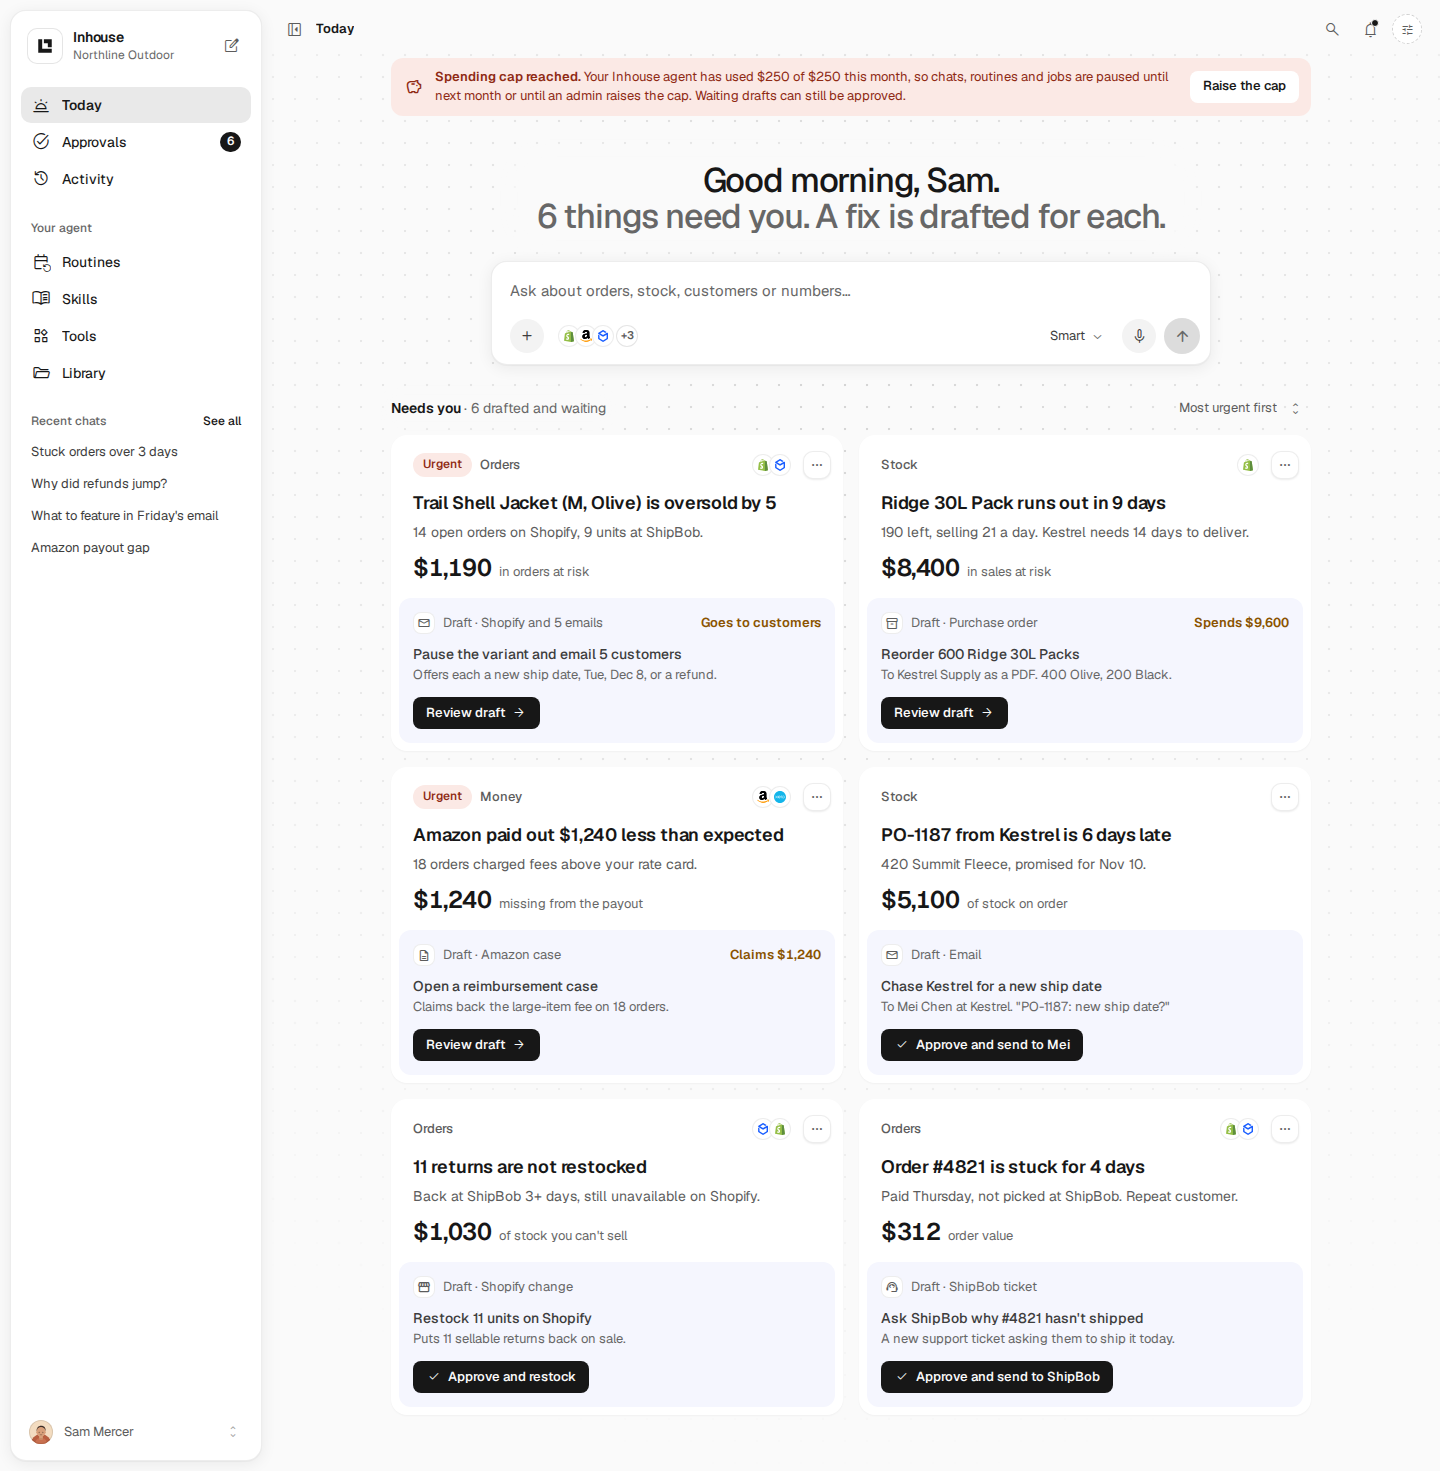 Inhouse
Northline Outdoor
Today
Approvals
6
Activity
Your agent
Routines
Skills
Tools
Library
Recent chats
See all
Stuck orders over 3 days
Why did refunds jump?
What to feature in Friday's email
Amazon payout gap
Sam Mercer
Today
Spending cap reached. Your Inhouse agent has used $250 of $250 this month, so chats, routines and jobs are paused until
next month or until an admin raises the cap. Waiting drafts can still be approved.
Raise the cap
Good morning, Sam.
6 things need you. A fix is drafted for each.
Ask about orders, stock, customers or numbers...
+3
Smart
Needs you · 6 drafted and waiting
Most urgent first
Urgent
Orders
Trail Shell Jacket (M, Olive) is oversold by 5
14 open orders on Shopify, 9 units at ShipBob.
$1,190 in orders at risk
Draft · Shopify and 5 emails
Goes to customers
Pause the variant and email 5 customers
Offers each a new ship date, Tue, Dec 8, or a refund.
Review draft
Stock
Ridge 30L Pack runs out in 9 days
190 left, selling 21 a day. Kestrel needs 14 days to deliver.
$8,400 in sales at risk
Draft · Purchase order
Spends $9,600
Reorder 600 Ridge 30L Packs
To Kestrel Supply as a PDF. 400 Olive, 200 Black.
Review draft
Urgent
Money
Amazon paid out $1,240 less than expected
18 orders charged fees above your rate card.
$1,240 missing from the payout
Draft · Amazon case
Claims $1,240
Open a reimbursement case
Claims back the large-item fee on 18 orders.
Review draft
Stock
PO-1187 from Kestrel is 6 days late
420 Summit Fleece, promised for Nov 10.
$5,100 of stock on order
Draft · Email
Chase Kestrel for a new ship date
To Mei Chen at Kestrel. "PO-1187: new ship date?"
Approve and send to Mei
Orders
11 returns are not restocked
Back at ShipBob 3+ days, still unavailable on Shopify.
$1,030 of stock you can't sell
Draft · Shopify change
Restock 11 units on Shopify
Puts 11 sellable returns back on sale.
Approve and restock
Orders
Order #4821 is stuck for 4 days
Paid Thursday, not picked at ShipBob. Repeat customer.
$312 order value
Draft · ShipBob ticket
Ask ShipBob why #4821 hasn't shipped
A new support ticket asking them to ship it today.
Approve and send to ShipBob